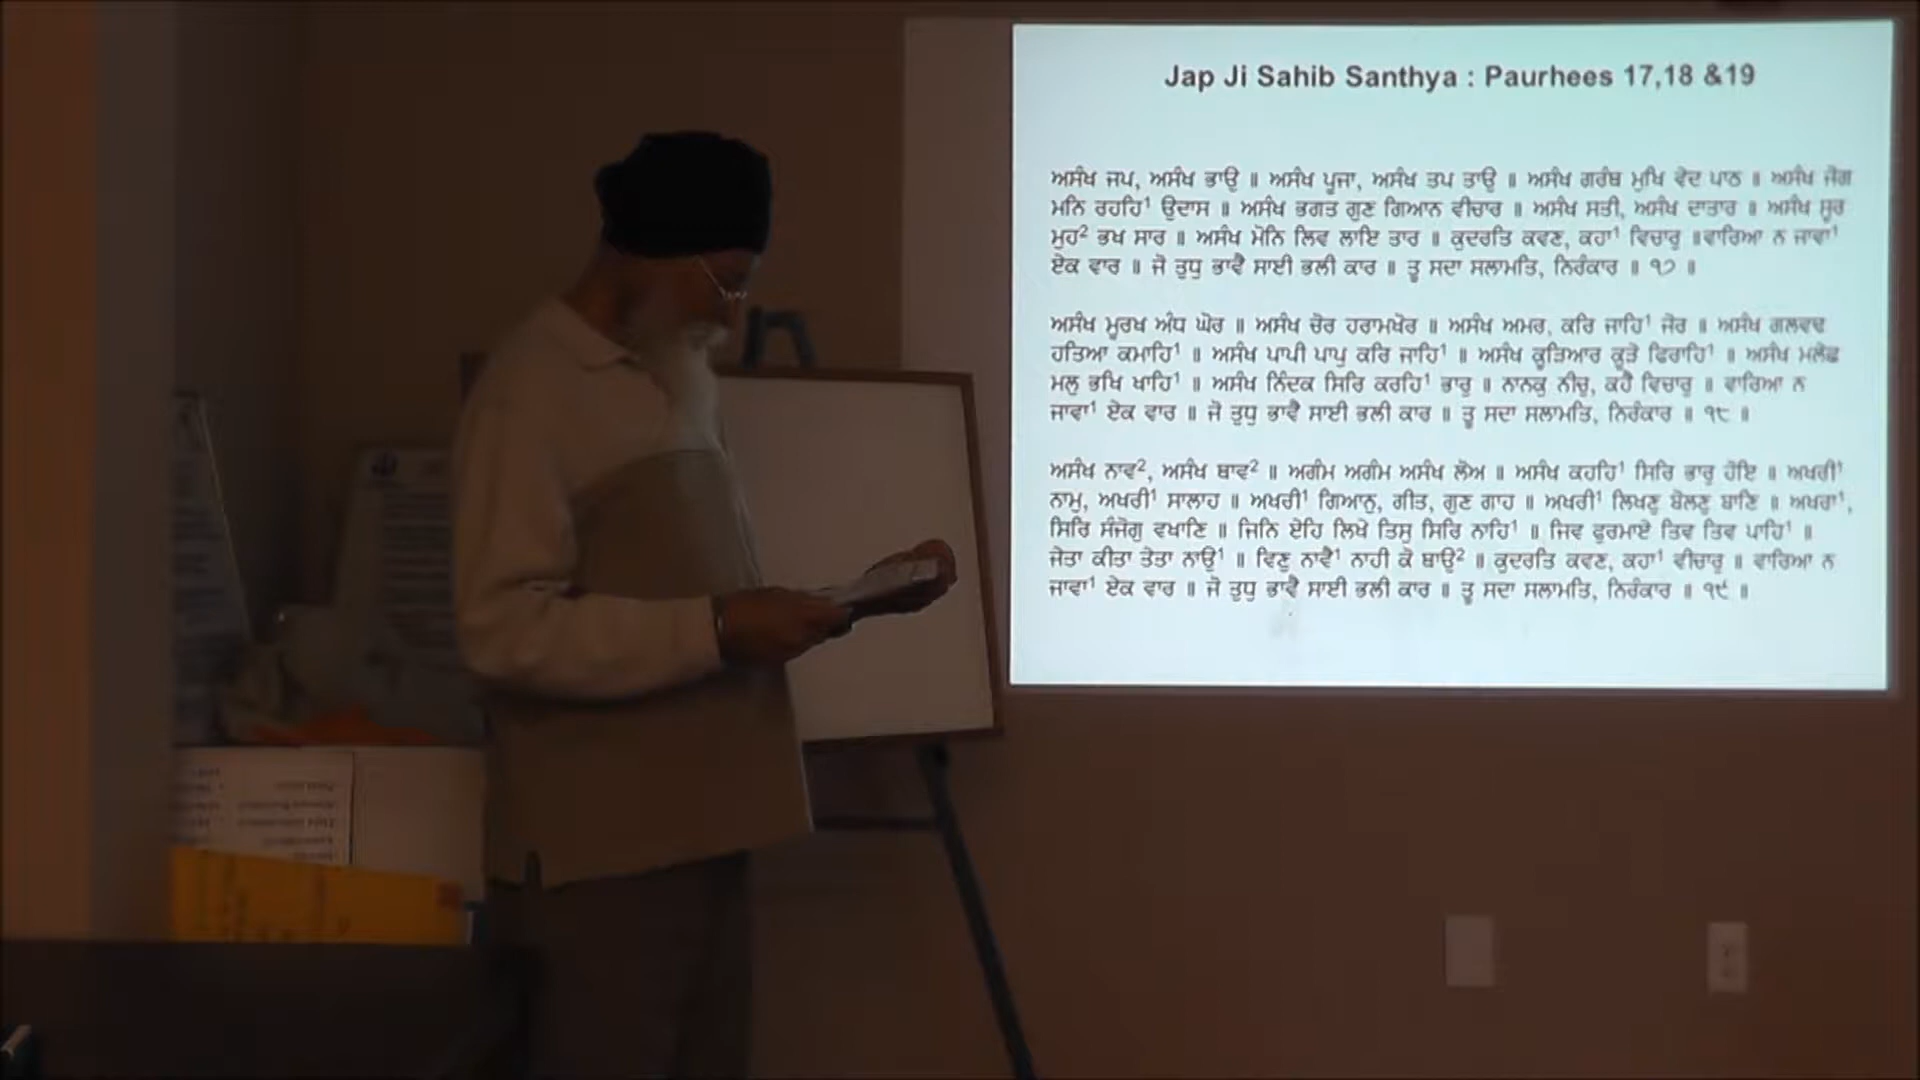 Jap Ji Sahib Santhya : Paurhees 17,18 &19
ਅਸੰਖ ਜਪ, ਅਸੰਖ ਭਾਉ ॥ ਅਸੰਖ ਪੂਜਾ, ਅਸੰਖ ਤਪ ਤਾਉ ॥ ਅਸੰਖ ਗਰੰਥ ਮੁਖਿ ਵੇਦ ਪਾਠ ॥ ਅਸੰਖ ਜੋਗ
ਮਨਿ ਰਹਹਿ¹ ਉਦਾਸ ॥ ਅਸੰਖ ਭਗਤ ਗੁਣ ਗਿਆਨ ਵੀਚਾਰ ॥ ਅਸੰਖ ਸਤੀ, ਅਸੰਖ ਦਾਤਾਰ ॥ ਅਸੰਖ ਸੂਰ
ਮੁਹ² ਭਖ ਸਾਰ ॥ ਅਸੰਖ ਮੋਨਿ ਲਿਵ ਲਾਇ ਤਾਰ ॥ ਕੁਦਰਤਿ ਕਵਣ, ਕਹਾ¹ ਵਿਚਾਰੁ ॥ਵਾਰਿਆ ਨ ਜਾਵਾ¹
ਏਕ ਵਾਰ ॥ ਜੋ ਤੁਧੁ ਭਾਵੈ ਸਾਈ ਭਲੀ ਕਾਰ ॥ ਤੂ ਸਦਾ ਸਲਾਮਤਿ, ਨਿਰੰਕਾਰ ॥ ੧੭ ॥
ਅਸੰਖ ਮੂਰਖ ਅੰਧ ਘੋਰ ॥ ਅਸੰਖ ਚੋਰ ਹਰਾਮਖੋਰ ॥ ਅਸੰਖ ਅਮਰ, ਕਰਿ ਜਾਹਿ¹ ਜੋਰ ॥ ਅਸੰਖ ਗਲਵਢ
ਹਤਿਆ ਕਮਾਹਿ¹ ॥ ਅਸੰਖ ਪਾਪੀ ਪਾਪੁ ਕਰਿ ਜਾਹਿ¹ ॥ ਅਸੰਖ ਕੂੜਿਆਰ ਕੂੜੇ ਫਿਰਾਹਿ¹ ॥ ਅਸੰਖ ਮਲੇਛ
ਮਲੁ ਭਖਿ ਖਾਹਿ¹ ॥ ਅਸੰਖ ਨਿੰਦਕ ਸਿਰਿ ਕਰਹਿ¹ ਭਾਰੁ ॥ ਨਾਨਕੁ ਨੀਚੁ, ਕਹੈ ਵਿਚਾਰੁ ॥ ਵਾਰਿਆ ਨ
ਜਾਵਾ¹ ਏਕ ਵਾਰ ॥ ਜੋ ਤੁਧੁ ਭਾਵੈ ਸਾਈ ਭਲੀ ਕਾਰ ॥ ਤੂ ਸਦਾ ਸਲਾਮਤਿ, ਨਿਰੰਕਾਰ ॥ ੧੮ ॥
ਅਸੰਖ ਨਾਵ², ਅਸੰਖ ਥਾਵ² ॥ ਅਗੰਮ ਅਗੰਮ ਅਸੰਖ ਲੋਅ ॥ ਅਸੰਖ ਕਹਹਿ¹ ਸਿਰਿ ਭਾਰੁ ਹੋਇ ॥ ਅਖਰੀ¹
ਨਾਮੁ, ਅਖਰੀ¹ ਸਾਲਾਹ ॥ ਅਖਰੀ¹ ਗਿਆਨੁ, ਗੀਤ, ਗੁਣ ਗਾਹ ॥ ਅਖਰੀ¹ ਲਿਖਣੁ ਬੋਲਣੁ ਬਾਣਿ ॥ ਅਖਰਾ¹,
ਸਿਰਿ ਸੰਜੋਗੁ ਵਖਾਣਿ ॥ ਜਿਨਿ ਏਹਿ ਲਿਖੇ ਤਿਸੁ ਸਿਰਿ ਨਾਹਿ¹ ॥ ਜਿਵ ਫੁਰਮਾਏ ਤਿਵ ਤਿਵ ਪਾਹਿ¹ ॥
ਜੇਤਾ ਕੀਤਾ ਤੇਤਾ ਨਾਉ¹ ॥ ਵਿਣੁ ਨਾਵੈ¹ ਨਾਹੀ ਕੋ ਥਾਉ² ॥ ਕੁਦਰਤਿ ਕਵਣ, ਕਹਾ¹ ਵੀਚਾਰੁ ॥ ਵਾਰਿਆ ਨ
ਜਾਵਾ¹ ਏਕ ਵਾਰ ॥ ਜੋ ਤੁਧੁ ਭਾਵੈ ਸਾਈ ਭਲੀ ਕਾਰ ॥ ਤੂ ਸਦਾ ਸਲਾਮਤਿ, ਨਿਰੰਕਾਰ ॥ ੧੯ ॥